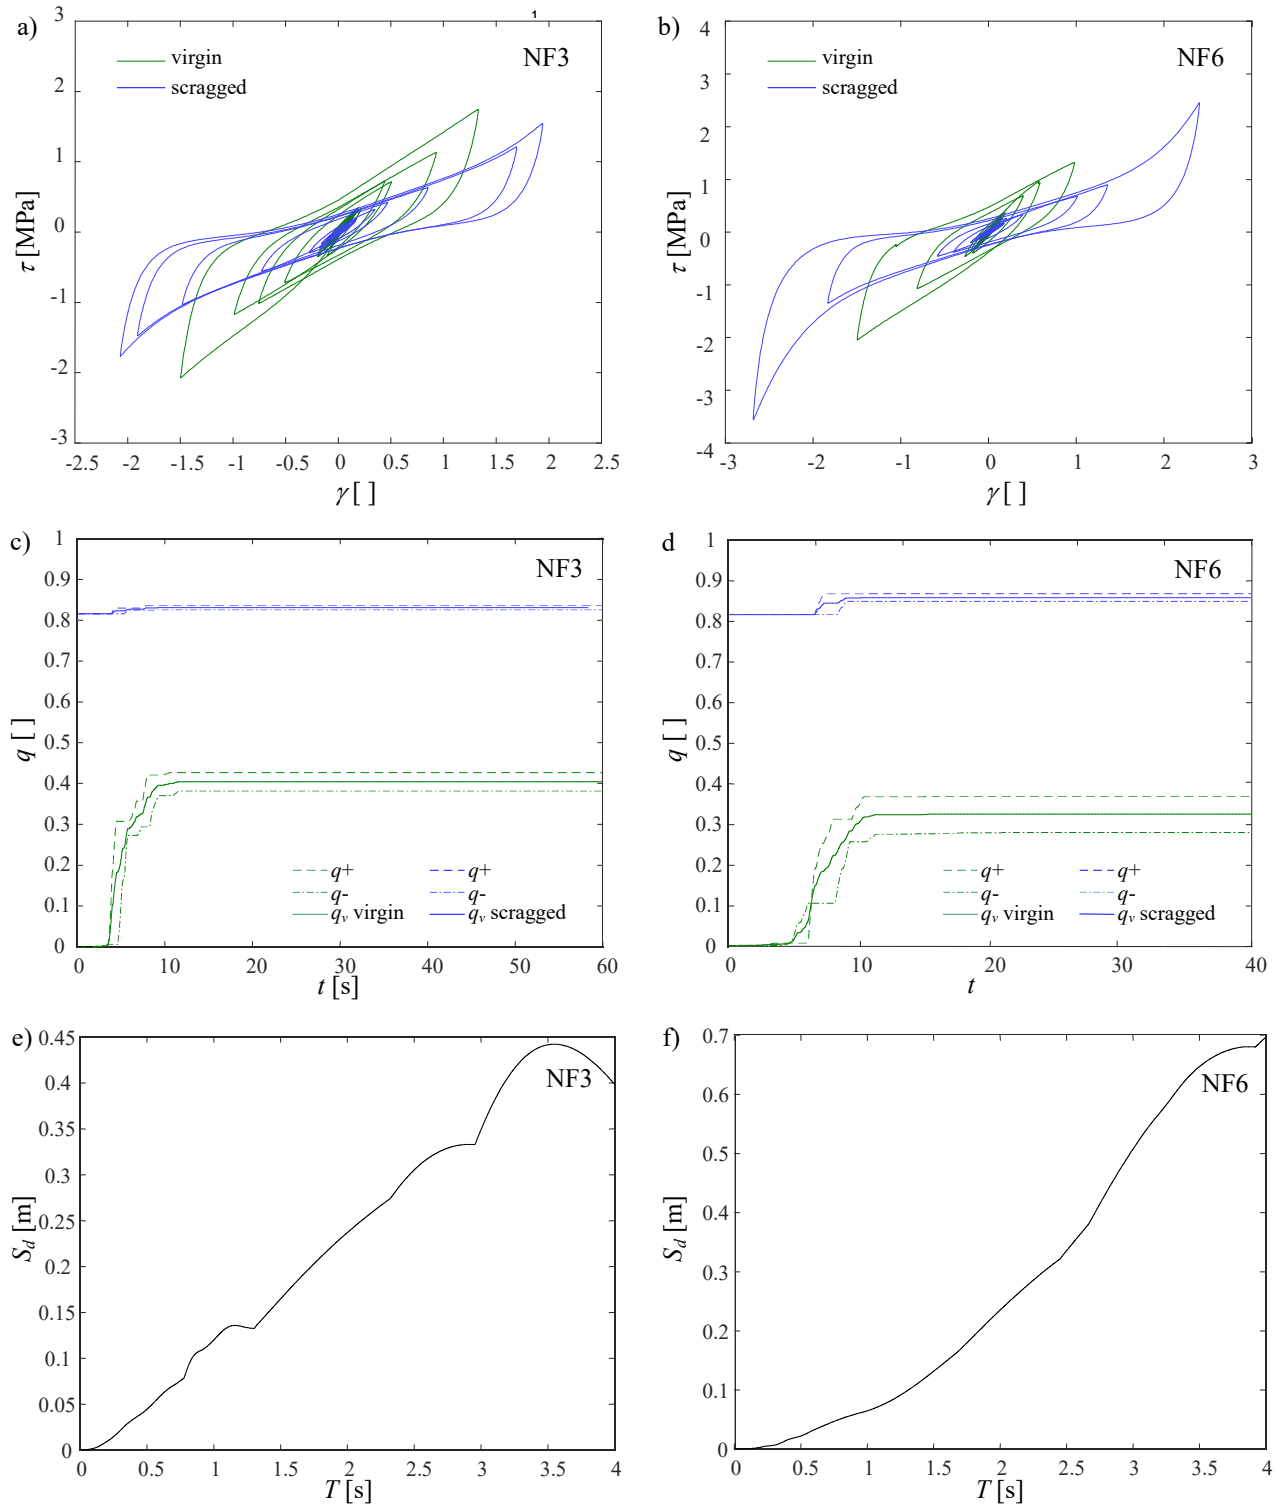 a)
1
3
2
1
0
-1
-2
-3
virgin
scragged
NF3
τ [MPa]
-2.5 -2 -1.5 -1 -0.5 0 0.5 1 1.5 2 2.5
γ [ ]
b)
4
3
2
1
0
-1
-2
-3
-4
virgin
scragged
NF6
τ [MPa]
-3 -2 -1 0 1 2 3
γ [ ]
c)
1
0.9
0.8
0.7
0.6
0.5
0.4
0.3
0.2
0.1
0
NF3
q [ ]
q+ q+
q- q-
qv virgin qv scragged
0 10 20 30 40 50 60
t [s]
d
1
0.9
0.8
0.7
0.6
0.5
0.4
0.3
0.2
0.1
0
NF6
q [ ]
q+ q+
q- q-
qv virgin qv scragged
0 10 20 30 40
t
e)
0.45
0.4
0.35
0.3
0.25
0.2
0.15
0.1
0.05
0
NF3
Sd [m]
0 0.5 1 1.5 2 2.5 3 3.5 4
T [s]
f)
0.7
0.6
0.5
0.4
0.3
0.2
0.1
0
NF6
Sd [m]
0 0.5 1 1.5 2 2.5 3 3.5 4
T [s]